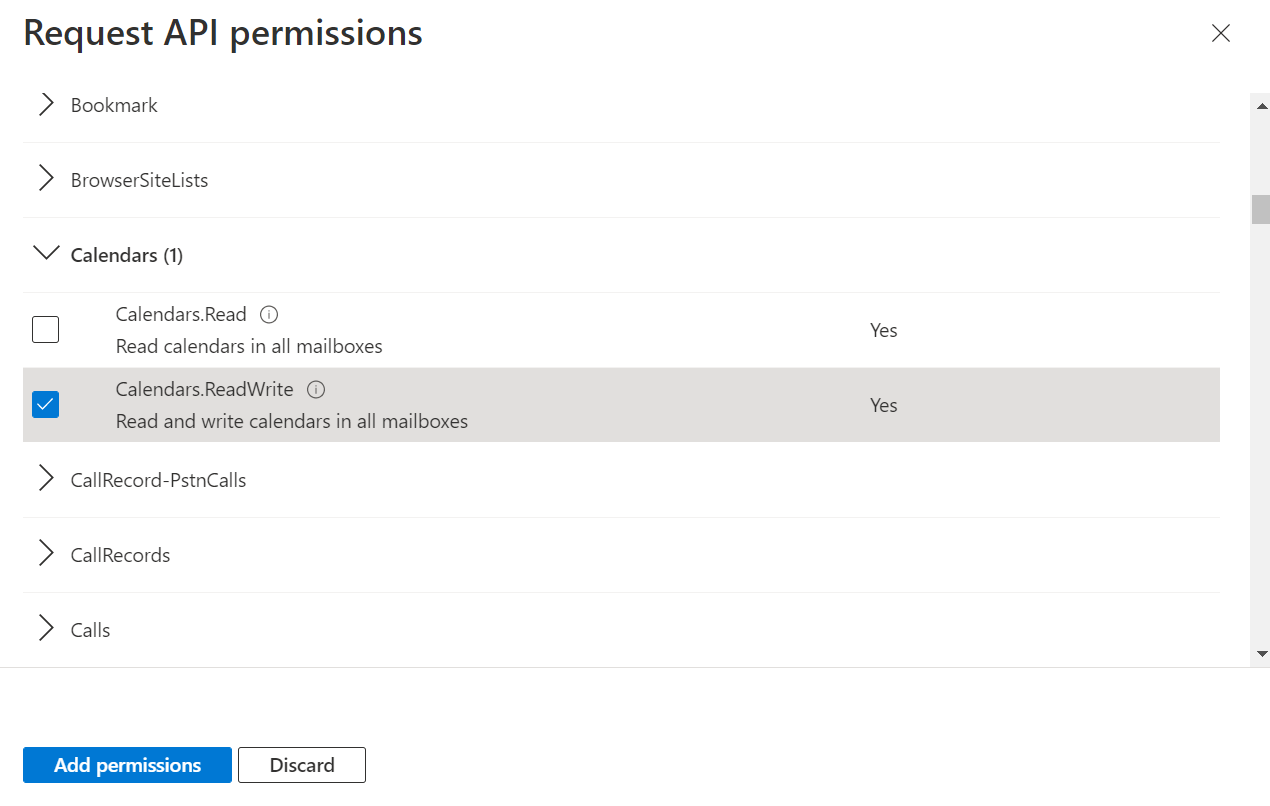 Request API permissions
Bookmark
BrowserSiteLists
Calendars (1)
Calendars.Read
Read calendars in all mailboxes
Yes
Calendars.ReadWrite
Read and write calendars in all mailboxes
Yes
CallRecord-PstnCalls
CallRecords
Calls
Add permissions
Discard